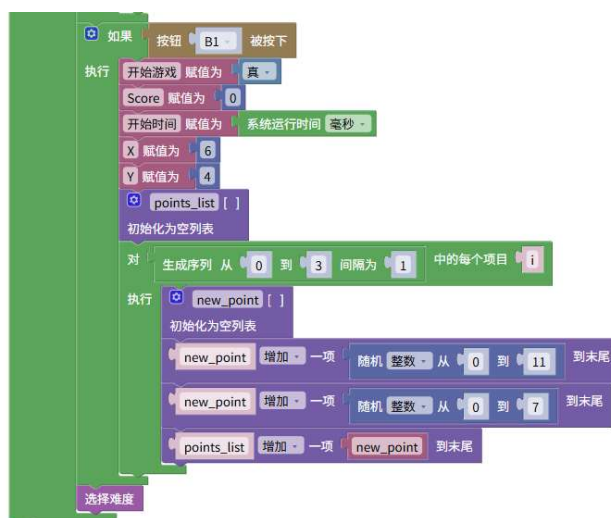 如果 按钮 B1 被按下
执行 开始游戏 赋值为 真
Score 赋值为 0
开始时间 赋值为 系统运行时间 毫秒
X 赋值为 6
Y 赋值为 4
points_list [ ]
初始化为空列表
对 生成序列 从 0 到 3 间隔为 1 中的每个项目 i
执行 new_point [ ]
初始化为空列表
new_point 增加 一项 随机 整数 从 0 到 11 到末尾
new_point 增加 一项 随机 整数 从 0 到 7 到末尾
points_list 增加 一项 new_point 到末尾
选择难度